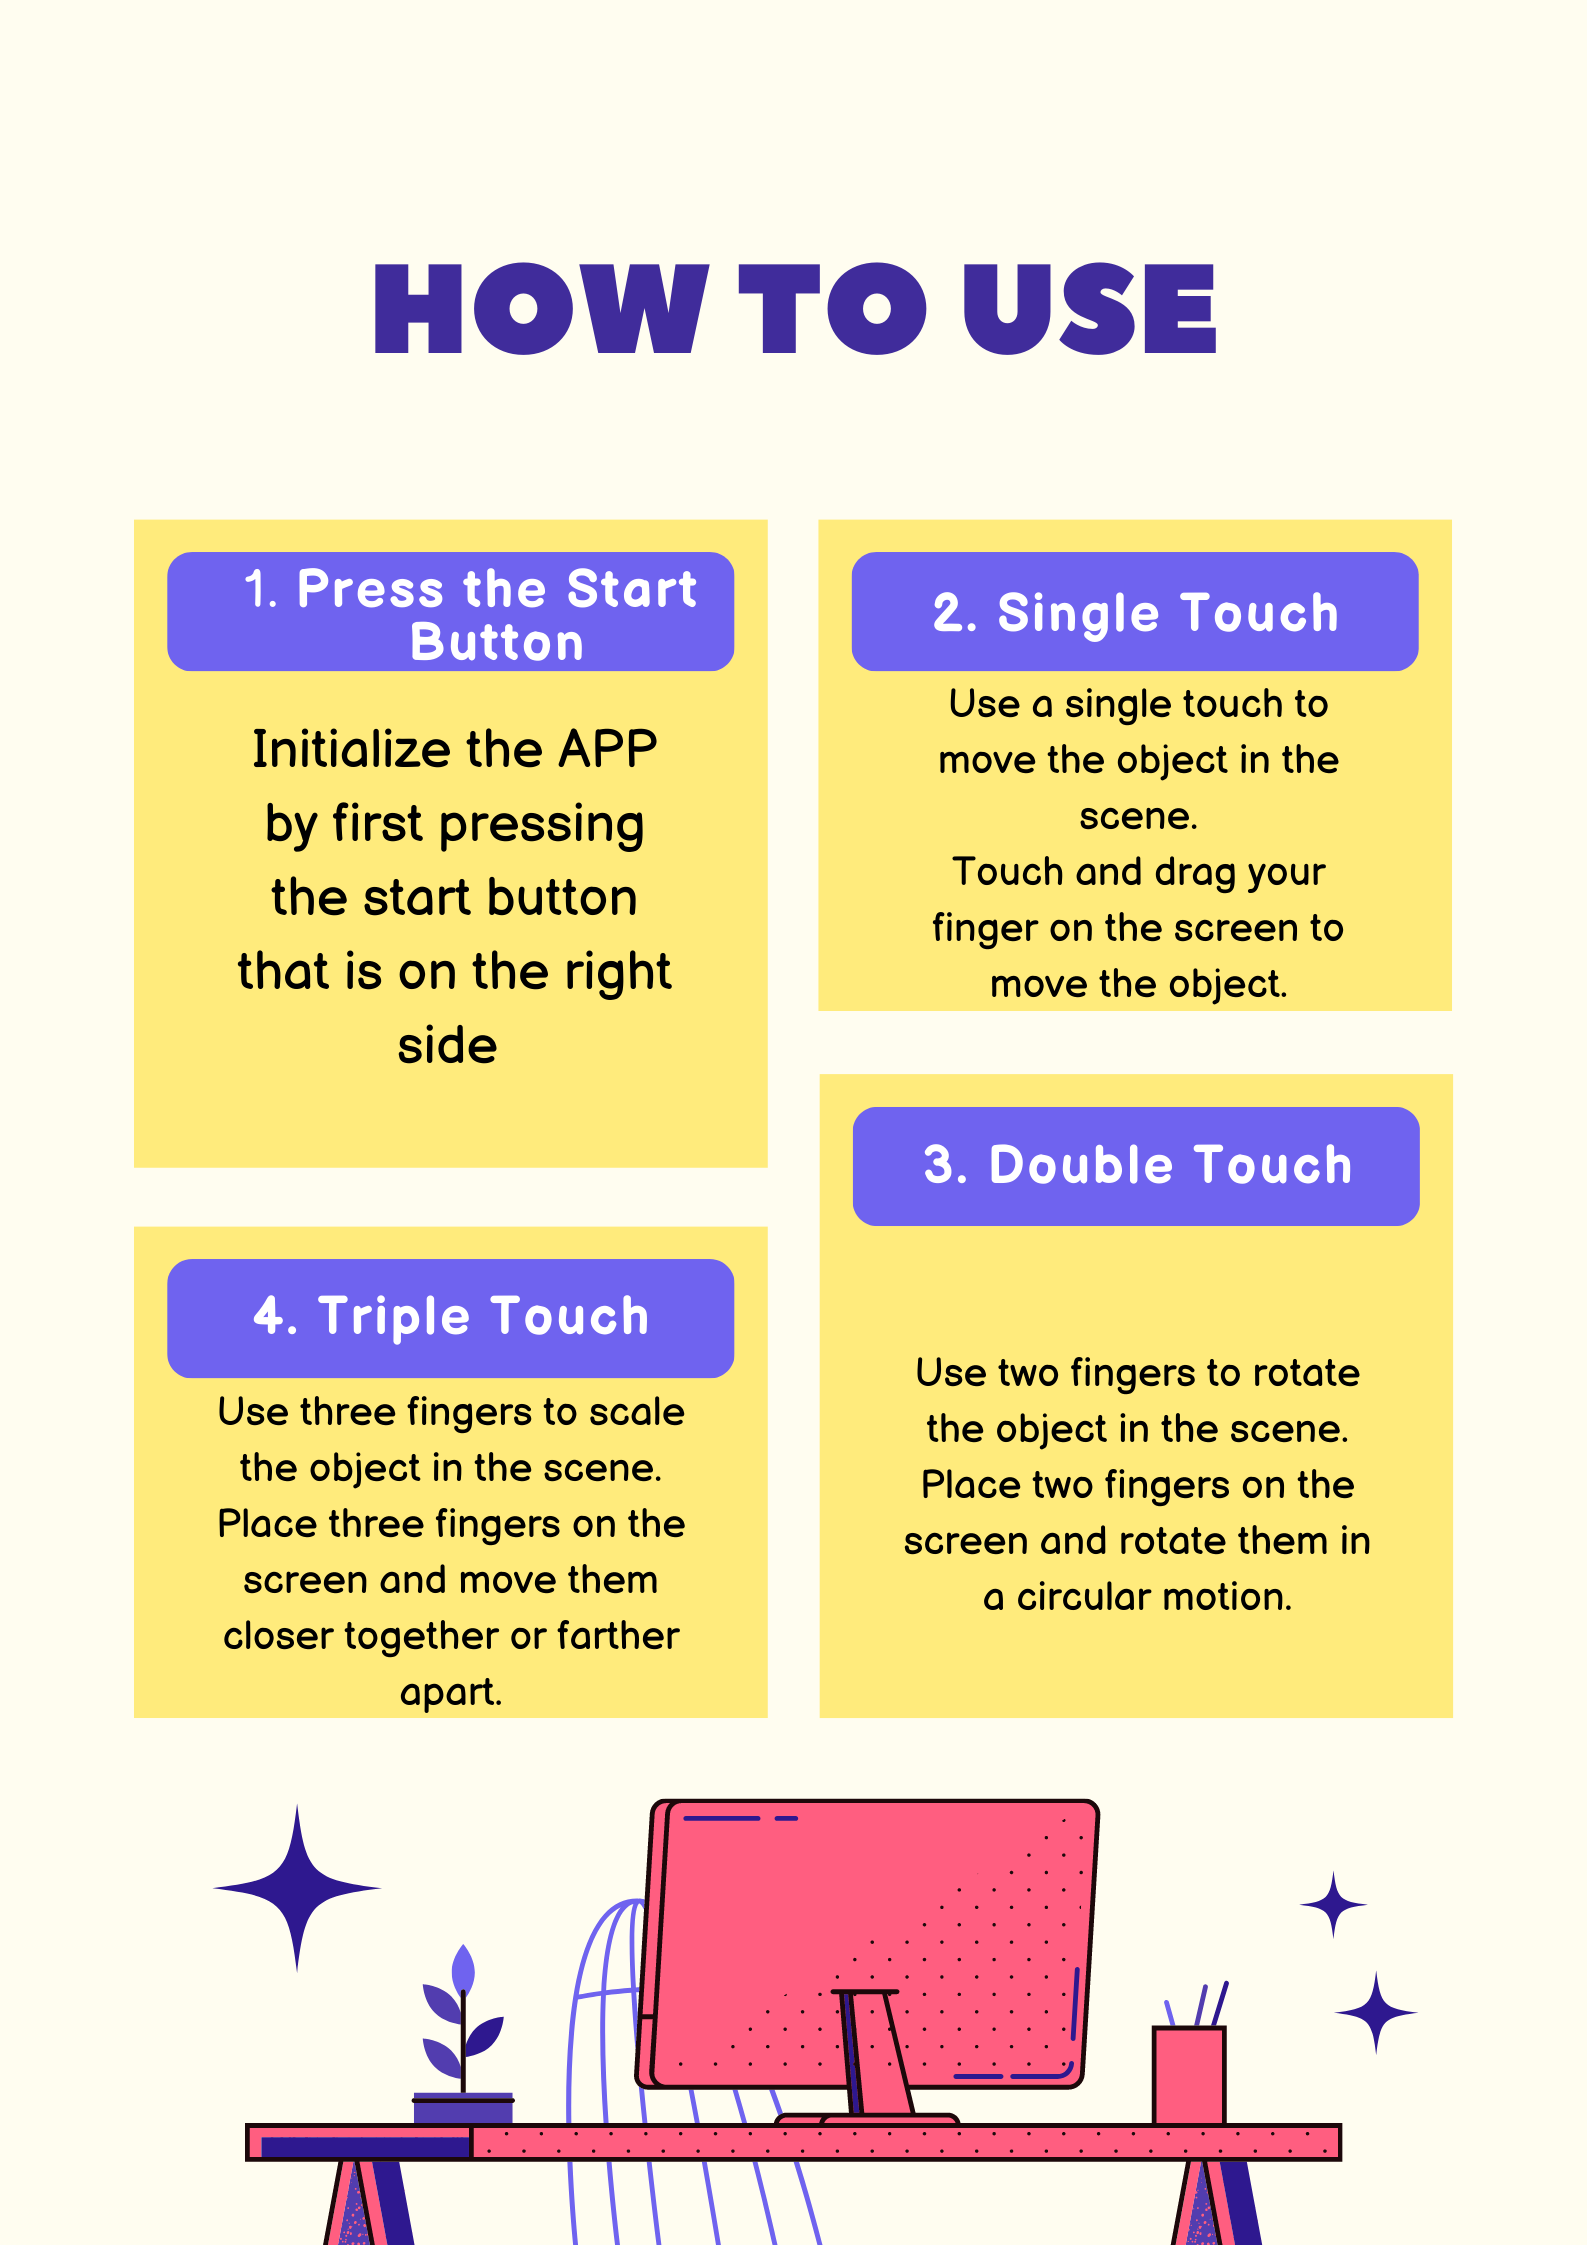 HOW TO USE
1. Press the Start
Button
Initialize the APP
by first pressing
the start button
that is on the right
side
2. Single Touch
Use a single touch to
move the object in the
scene.
Touch and drag your
finger on the screen to
move the object.
3. Double Touch
Use two fingers to rotate
the object in the scene.
Place two fingers on the
screen and rotate them in
a circular motion.
4. Triple Touch
Use three fingers to scale
the object in the scene.
Place three fingers on the
screen and move them
closer together or farther
apart.